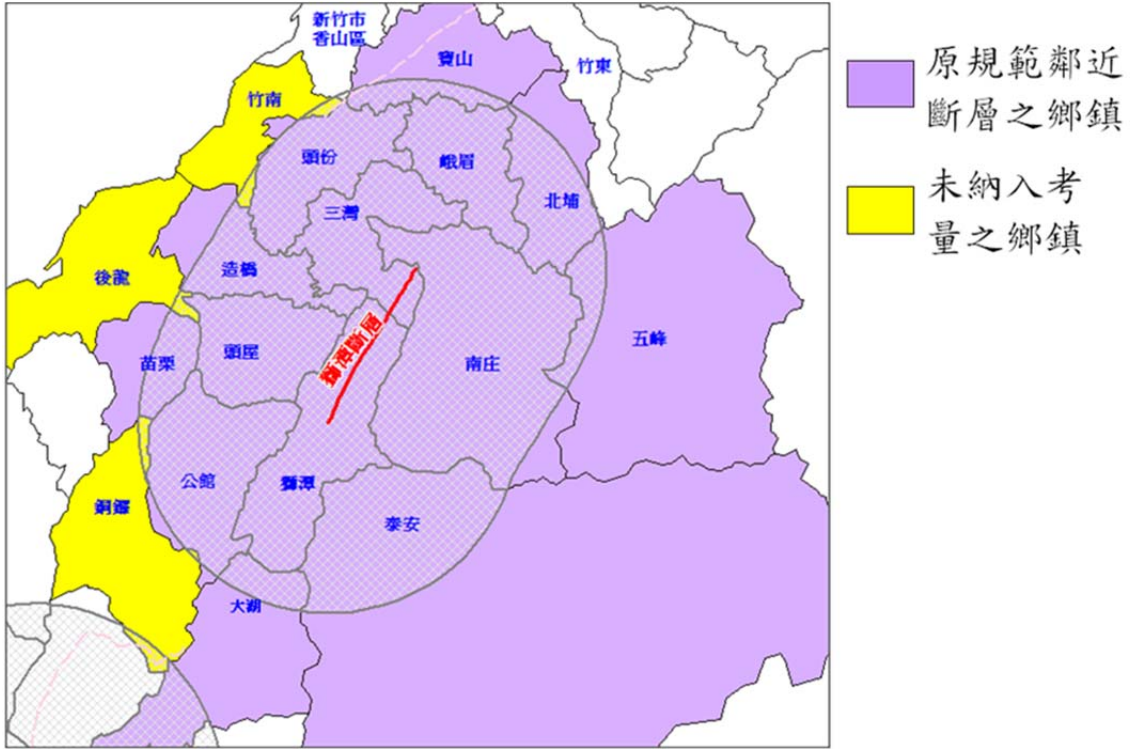 新竹市
香山區
寶山
竹東
竹南
頭份
峨眉
北埔
三灣
造橋
後龍
五峰
獅潭斷層
苗栗
頭屋
南庄
公館
獅潭
銅鑼
泰安
大湖
原規範鄰近
斷層之鄉鎮
未納入考
量之鄉鎮